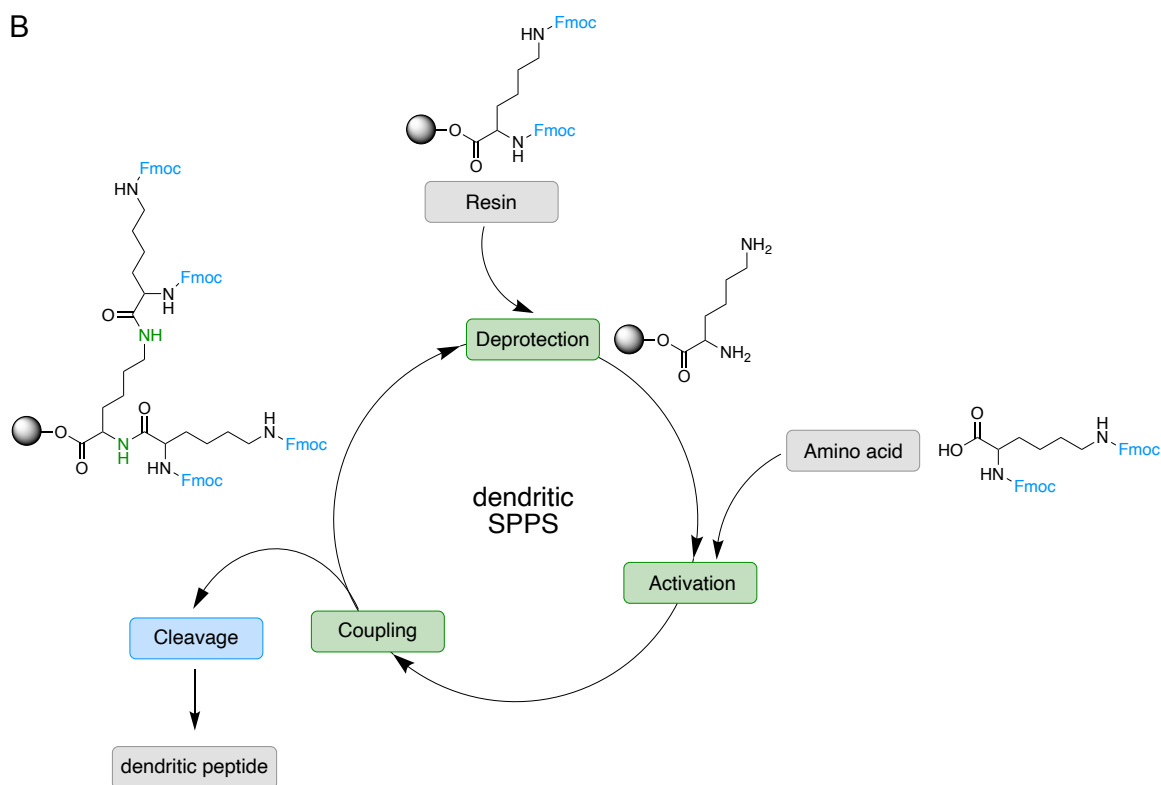 B
HN Fmoc
O
N Fmoc
H
O
Resin
Fmoc
HN
Fmoc
N
H
O
NH
NH2
Deprotection
O
NH2
O
O
O
N
H
O
H
N
Fmoc
HN
Fmoc
Amino acid
O
HO
H
N
Fmoc
HN
Fmoc
dendritic
SPPS
Activation
Coupling
Cleavage
dendritic peptide